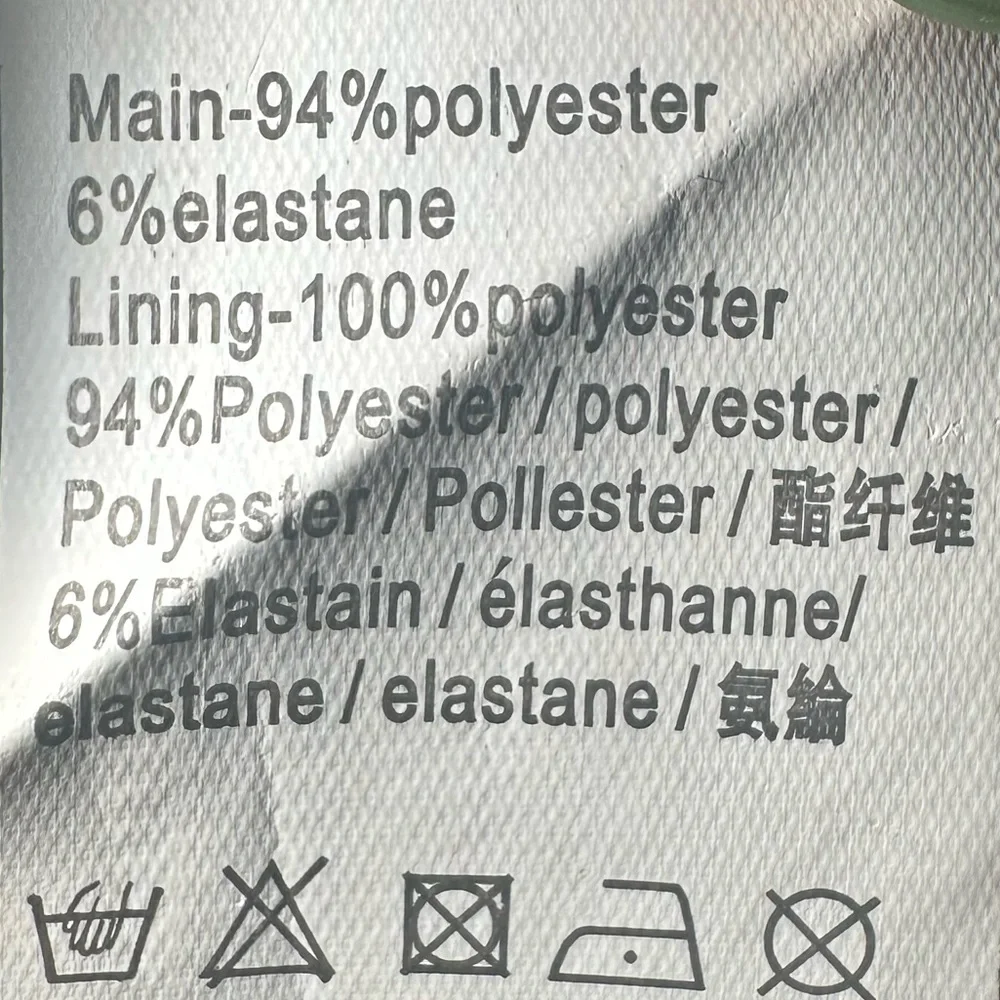 Main-94%polyester
6%elastane
Lining-100%polyester
94%Polyester / polyester /
Polyester / Pollester / 酯纤维
6%Elastain / élasthanne/
elastane / elastane / 氨綸